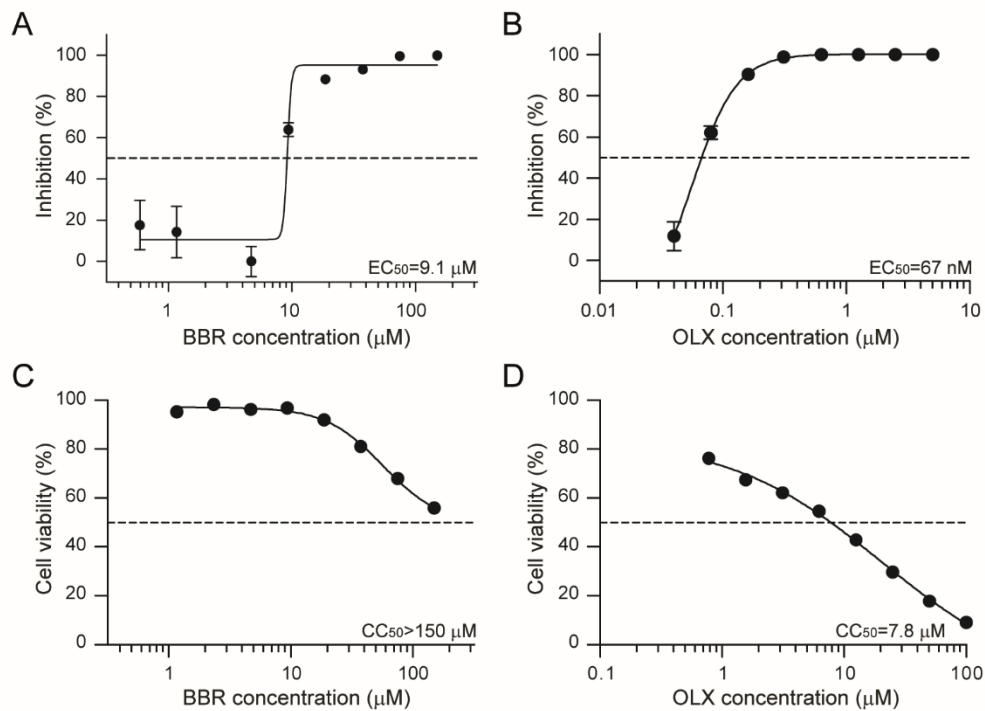 A
Inhibition (%)
100
80
60
40
20
0
EC50=9.1 μM
1
10
100
BBR concentration (μM)
B
Inhibition (%)
100
80
60
40
20
0
EC50=67 nM
0.01
0.1
1
10
OLX concentration (μM)
C
Cell viability (%)
100
80
60
40
20
0
CC50>150 μM
1
10
100
BBR concentration (μM)
D
Cell viability (%)
100
80
60
40
20
0
CC50=7.8 μM
0.1
1
10
100
OLX concentration (μM)